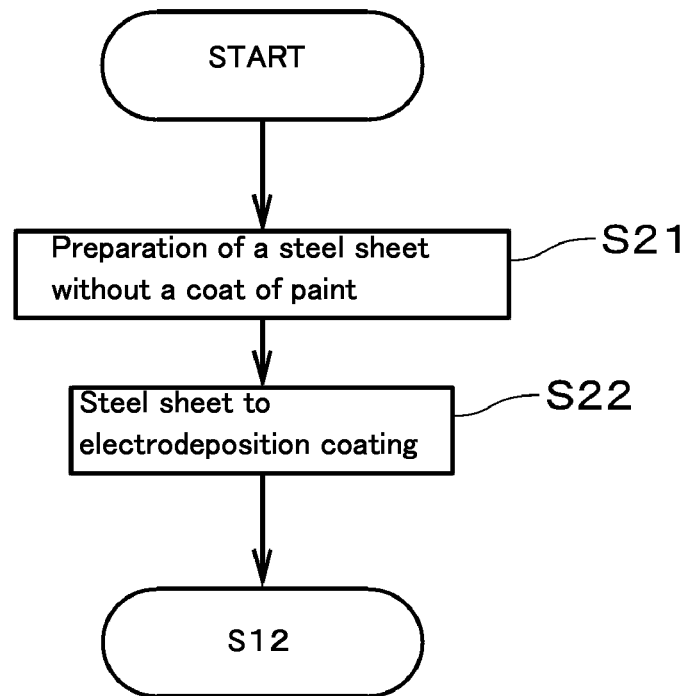 START
Preparation of a steel sheet
without a coat of paint
S21
Steel sheet to
electrodeposition coating
S22
S12